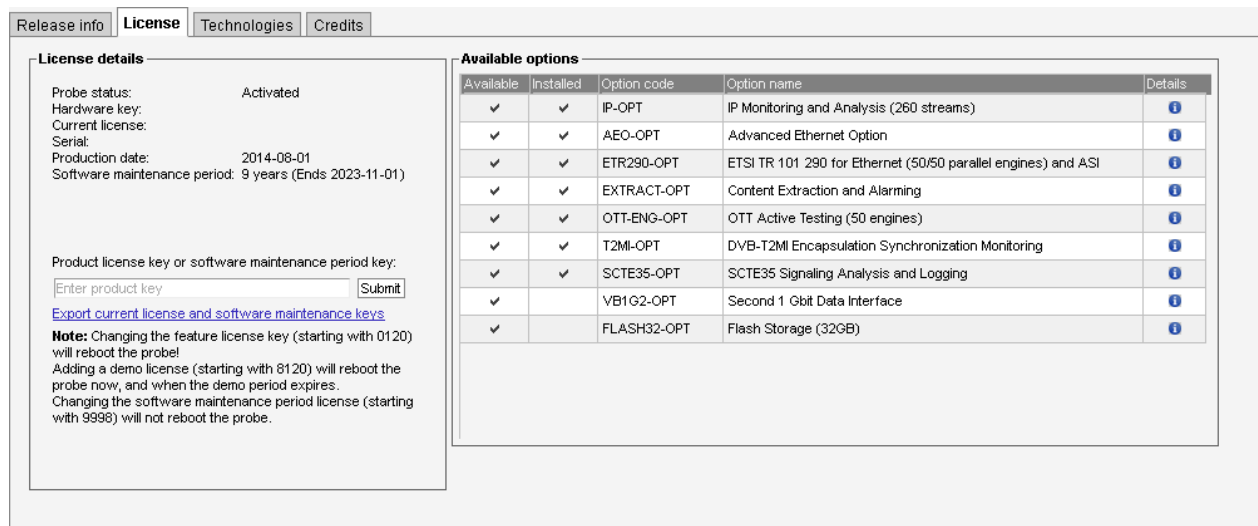 Release info License Technologies Credits
License details
Probe status: Activated
Hardware key:
Current license:
Serial:
Production date: 2014-08-01
Software maintenance period: 9 years (Ends 2023-11-01)
Product license key or software maintenance period key:
Enter product key Submit
Export current license and software maintenance keys
Note: Changing the feature license key (starting with 0120)
will reboot the probe!
Adding a demo license (starting with 8120) will reboot the
probe now, and when the demo period expires.
Changing the software maintenance period license (starting
with 9998) will not reboot the probe.
Available options
Available Installed Option code Option name Details
IP-OPT IP Monitoring and Analysis (260 streams)
AEO-OPT Advanced Ethernet Option
ETR290-OPT ETSI TR 101 290 for Ethernet (50/50 parallel engines) and ASI
EXTRACT-OPT Content Extraction and Alarming
OTT-ENG-OPT OTT Active Testing (50 engines)
T2MI-OPT DVB-T2MI Encapsulation Synchronization Monitoring
SCTE35-OPT SCTE35 Signaling Analysis and Logging
VB1G2-OPT Second 1 Gbit Data Interface
FLASH32-OPT Flash Storage (32GB)